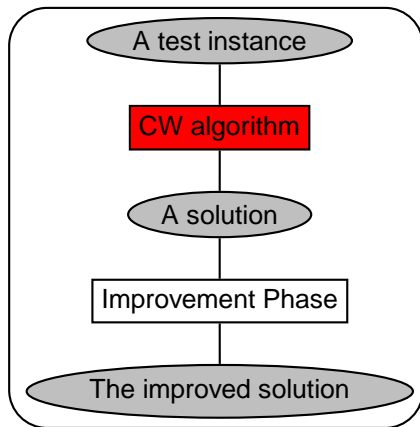 A test instance
CW algorithm
A solution
Improvement Phase
The improved solution